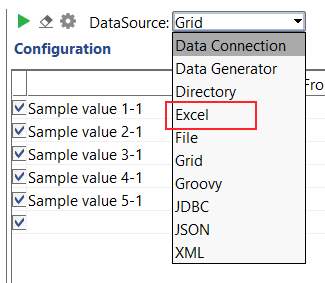 DataSource: Grid
Configuration
Data Connection
Data Generator
Directory
Excel
File
Grid
Groovy
JDBC
JSON
XML
Fro
Sample value 1-1
Sample value 2-1
Sample value 3-1
Sample value 4-1
Sample value 5-1